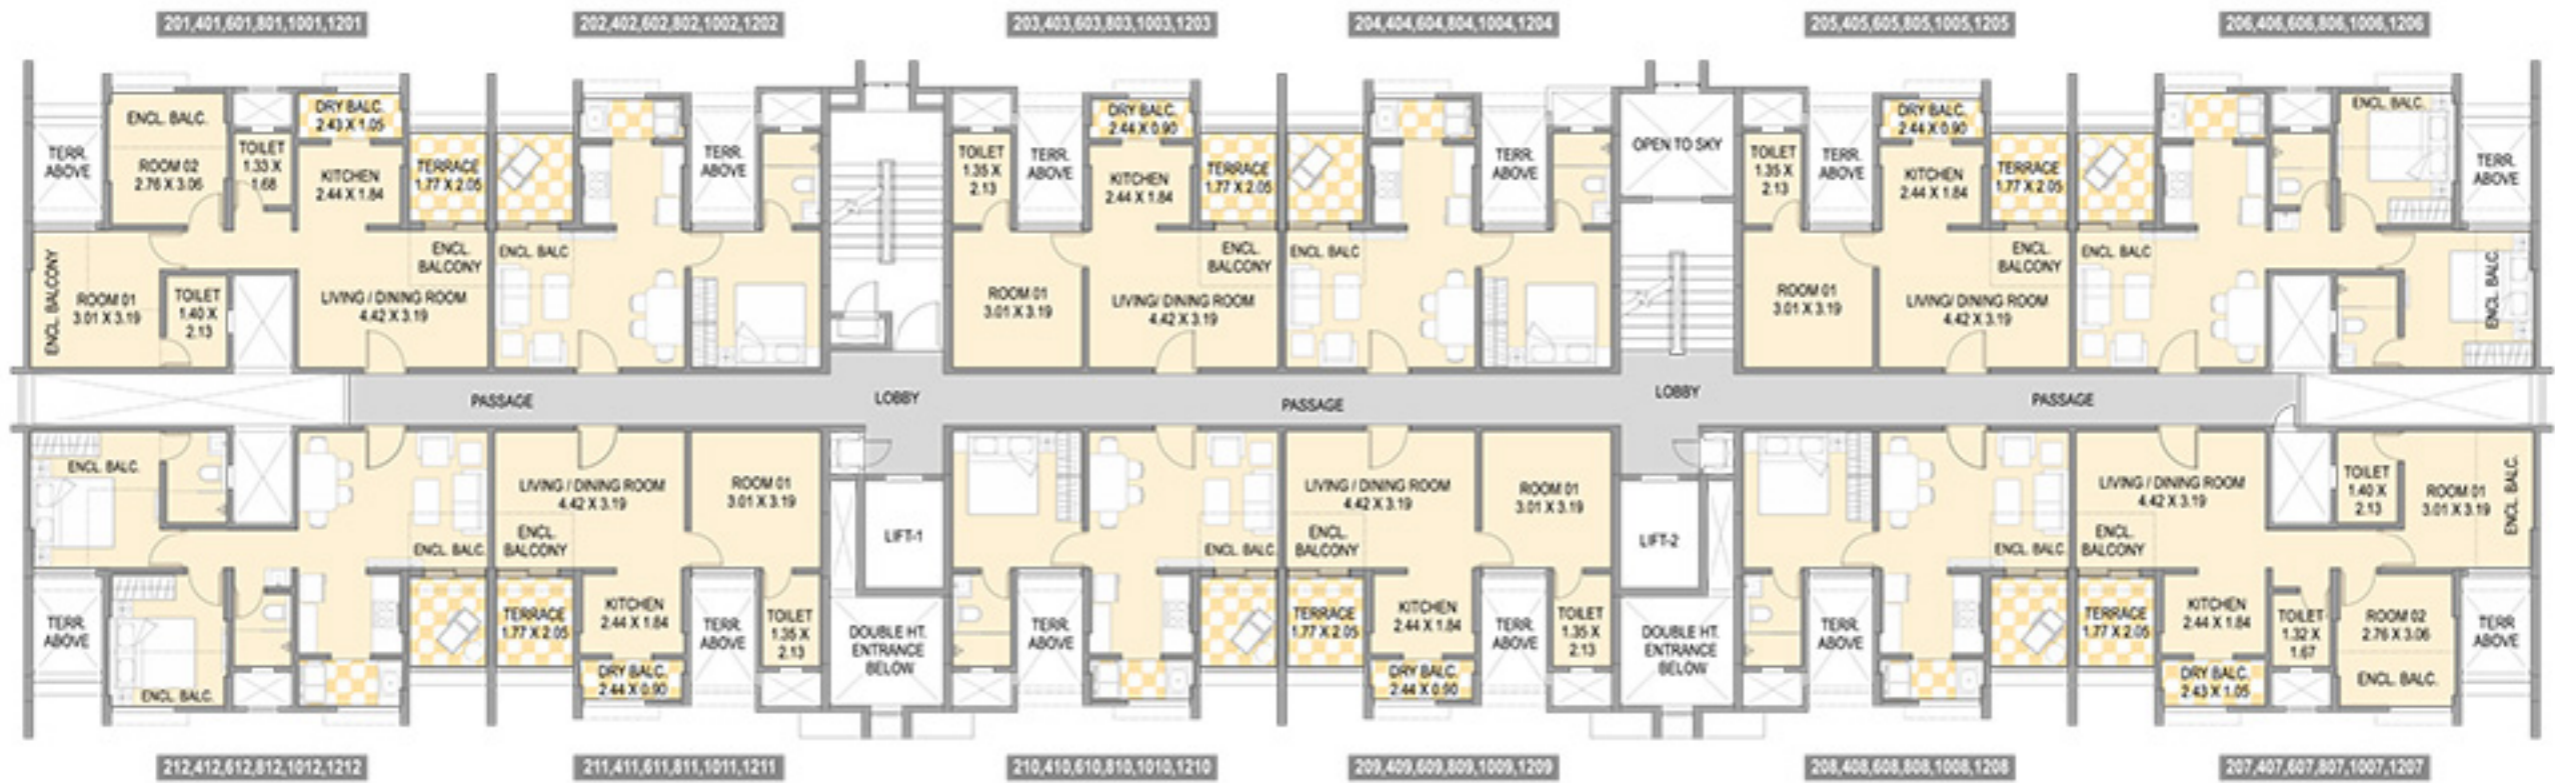 201,401,601,801,1001,1201
202,402,602,802,1002,1202
203,403,603,803,1003,1203
204,404,604,804,1004,1204
205,405,605,805,1005,1205
206,406,606,806,1006,1206
TERR.
ABOVE
ENCL. BALC.
ROOM 02
2.76 X 3.06
TOILET
1.33 X
1.68
DRY BALC.
2.43 X 1.05
KITCHEN
2.44 X 1.84
TERRACE
1.77 X 2.05
ENCL. BALCONY
ROOM 01
3.01 X 3.19
TOILET
1.40 X
2.13
ENCL.
BALCONY
LIVING / DINING ROOM
4.42 X 3.19
ENCL. BALC
TERR.
ABOVE
TOILET
1.35 X
2.13
TERR.
ABOVE
DRY BALC.
2.44 X 0.90
KITCHEN
2.44 X 1.84
TERRACE
1.77 X 2.05
ROOM 01
3.01 X 3.19
ENCL.
BALCONY
LIVING/ DINING ROOM
4.42 X 3.19
ENCL. BALC
TERR.
ABOVE
OPEN TO SKY
TOILET
1.35 X
2.13
TERR.
ABOVE
DRY BALC.
2.44 X 0.90
KITCHEN
2.44 X 1.84
TERRACE
1.77 X 2.05
ROOM 01
3.01 X 3.19
ENCL.
BALCONY
LIVING/ DINING ROOM
4.42 X 3.19
ENCL. BALC
ENCL. BALC.
TERR.
ABOVE
ENCL. BALC.
PASSAGE
LOBBY
PASSAGE
LOBBY
PASSAGE
ENCL. BALC.
TERR.
ABOVE
ENCL. BALC.
ENCL. BALC.
LIVING / DINING ROOM
4.42 X 3.19
ENCL.
BALCONY
ROOM 01
3.01 X 3.19
TERRACE
1.77 X 2.05
KITCHEN
2.44 X 1.84
DRY BALC.
2.44 X 0.90
TERR.
ABOVE
TOILET
1.35 X
2.13
LIFT-1
DOUBLE HT.
ENTRANCE
BELOW
TERR.
ABOVE
ENCL. BALC.
LIVING / DINING ROOM
4.42 X 3.19
ENCL.
BALCONY
ROOM 01
3.01 X 3.19
TERRACE
1.77 X 2.05
KITCHEN
2.44 X 1.84
DRY BALC.
2.44 X 0.90
TERR.
ABOVE
TOILET
1.35 X
2.13
LIFT-2
DOUBLE HT.
ENTRANCE
BELOW
TERR.
ABOVE
ENCL. BALC.
LIVING / DINING ROOM
4.42 X 3.19
ENCL.
BALCONY
TOILET
1.40 X
2.13
ROOM 01
3.01 X 3.19
ENCL. BALC.
TERRACE
1.77 X 2.05
KITCHEN
2.44 X 1.84
DRY BALC.
2.43 X 1.05
TOILET
1.32 X
1.67
ROOM 02
2.76 X 3.06
ENCL. BALC.
TERR
ABOVE
212,412,612,812,1012,1212
211,411,611,811,1011,1211
210,410,610,810,1010,1210
209,409,609,809,1009,1209
208,408,608,808,1008,1208
207,407,607,807,1007,1207